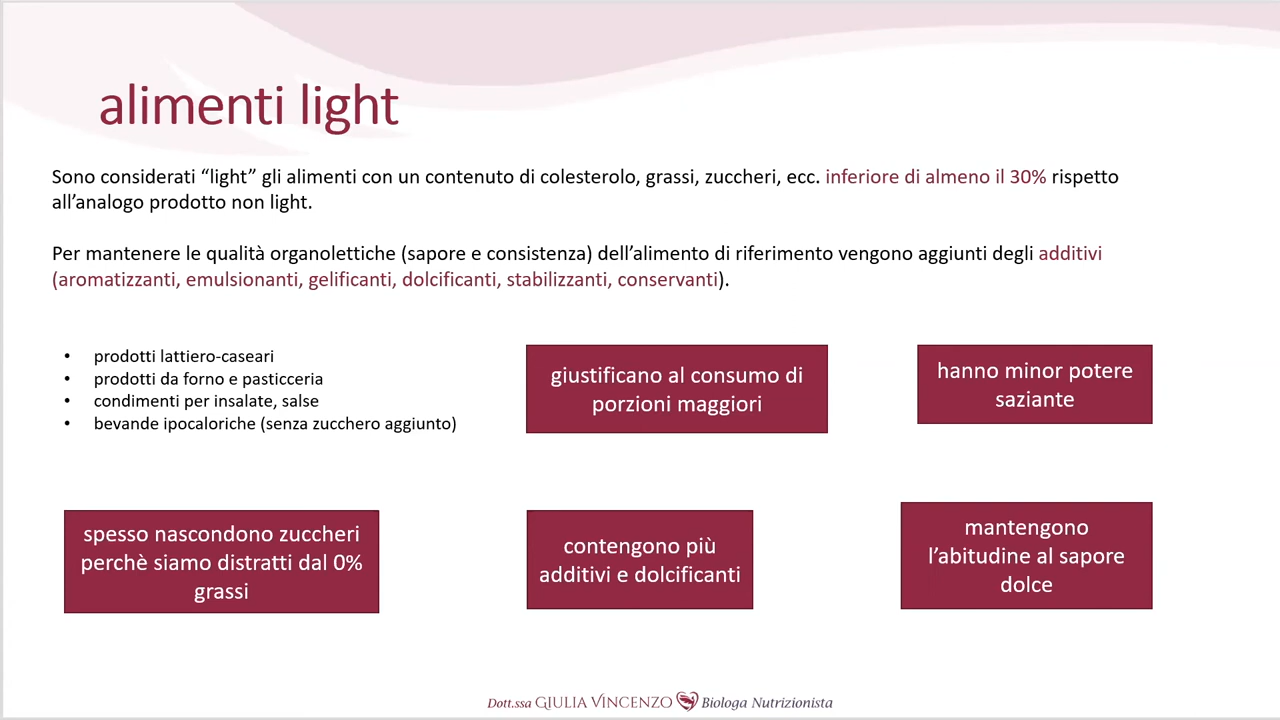 alimenti light
Sono considerati “light” gli alimenti con un contenuto di colesterolo, grassi, zuccheri, ecc. inferiore di almeno il 30% rispetto
all’analogo prodotto non light.
Per mantenere le qualità organolettiche (sapore e consistenza) dell’alimento di riferimento vengono aggiunti degli additivi
(aromatizzanti, emulsionanti, gelificanti, dolcificanti, stabilizzanti, conservanti).
• prodotti lattiero-caseari
• prodotti da forno e pasticceria
• condimenti per insalate, salse
• bevande ipocaloriche (senza zucchero aggiunto)
giustificano al consumo di
porzioni maggiori
hanno minor potere
saziante
spesso nascondono zuccheri
perchè siamo distratti dal 0%
grassi
contengono più
additivi e dolcificanti
mantengono
l’abitudine al sapore
dolce
Dott.ssa GIULIA VINCENZO Biologa Nutrizionista